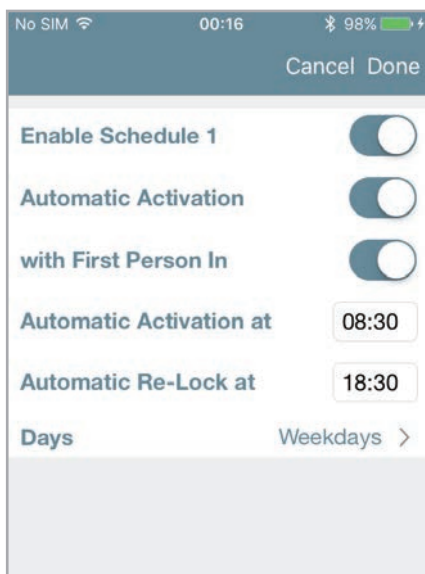 No SIM 00:16 98%
Cancel Done
Enable Schedule 1
Automatic Activation
with First Person In
Automatic Activation at 08:30
Automatic Re-Lock at 18:30
Days Weekdays >